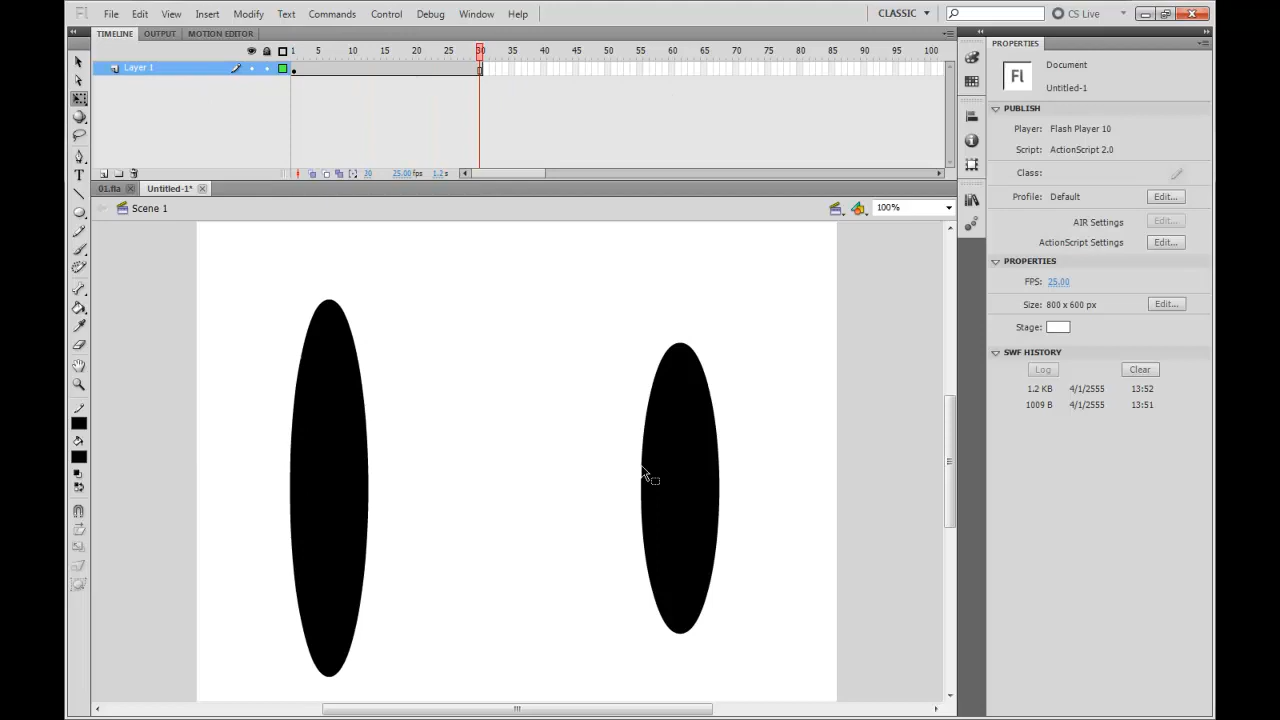 Fl File Edit View Insert Modify Text Commands Control Debug Window Help CLASSIC CS Live
TIMELINE OUTPUT MOTION EDITOR
1 5 10 15 20 25 30 35 40 45 50 55 60 65 70 75 80 85 90 95 100
Layer 1
30 25.00 fps 1.2 s
01.fla Untitled-1*
Scene 1 100%
T
PROPERTIES
Fl Document
Untitled-1
PUBLISH
Player: Flash Player 10
Script: ActionScript 2.0
Class:
Profile: Default Edit...
AIR Settings Edit...
ActionScript Settings Edit...
PROPERTIES
FPS: 25.00
Size: 800 x 600 px Edit...
Stage:
SWF HISTORY
Log Clear
1.2 KB 4/1/2555 13:52
1009 B 4/1/2555 13:51